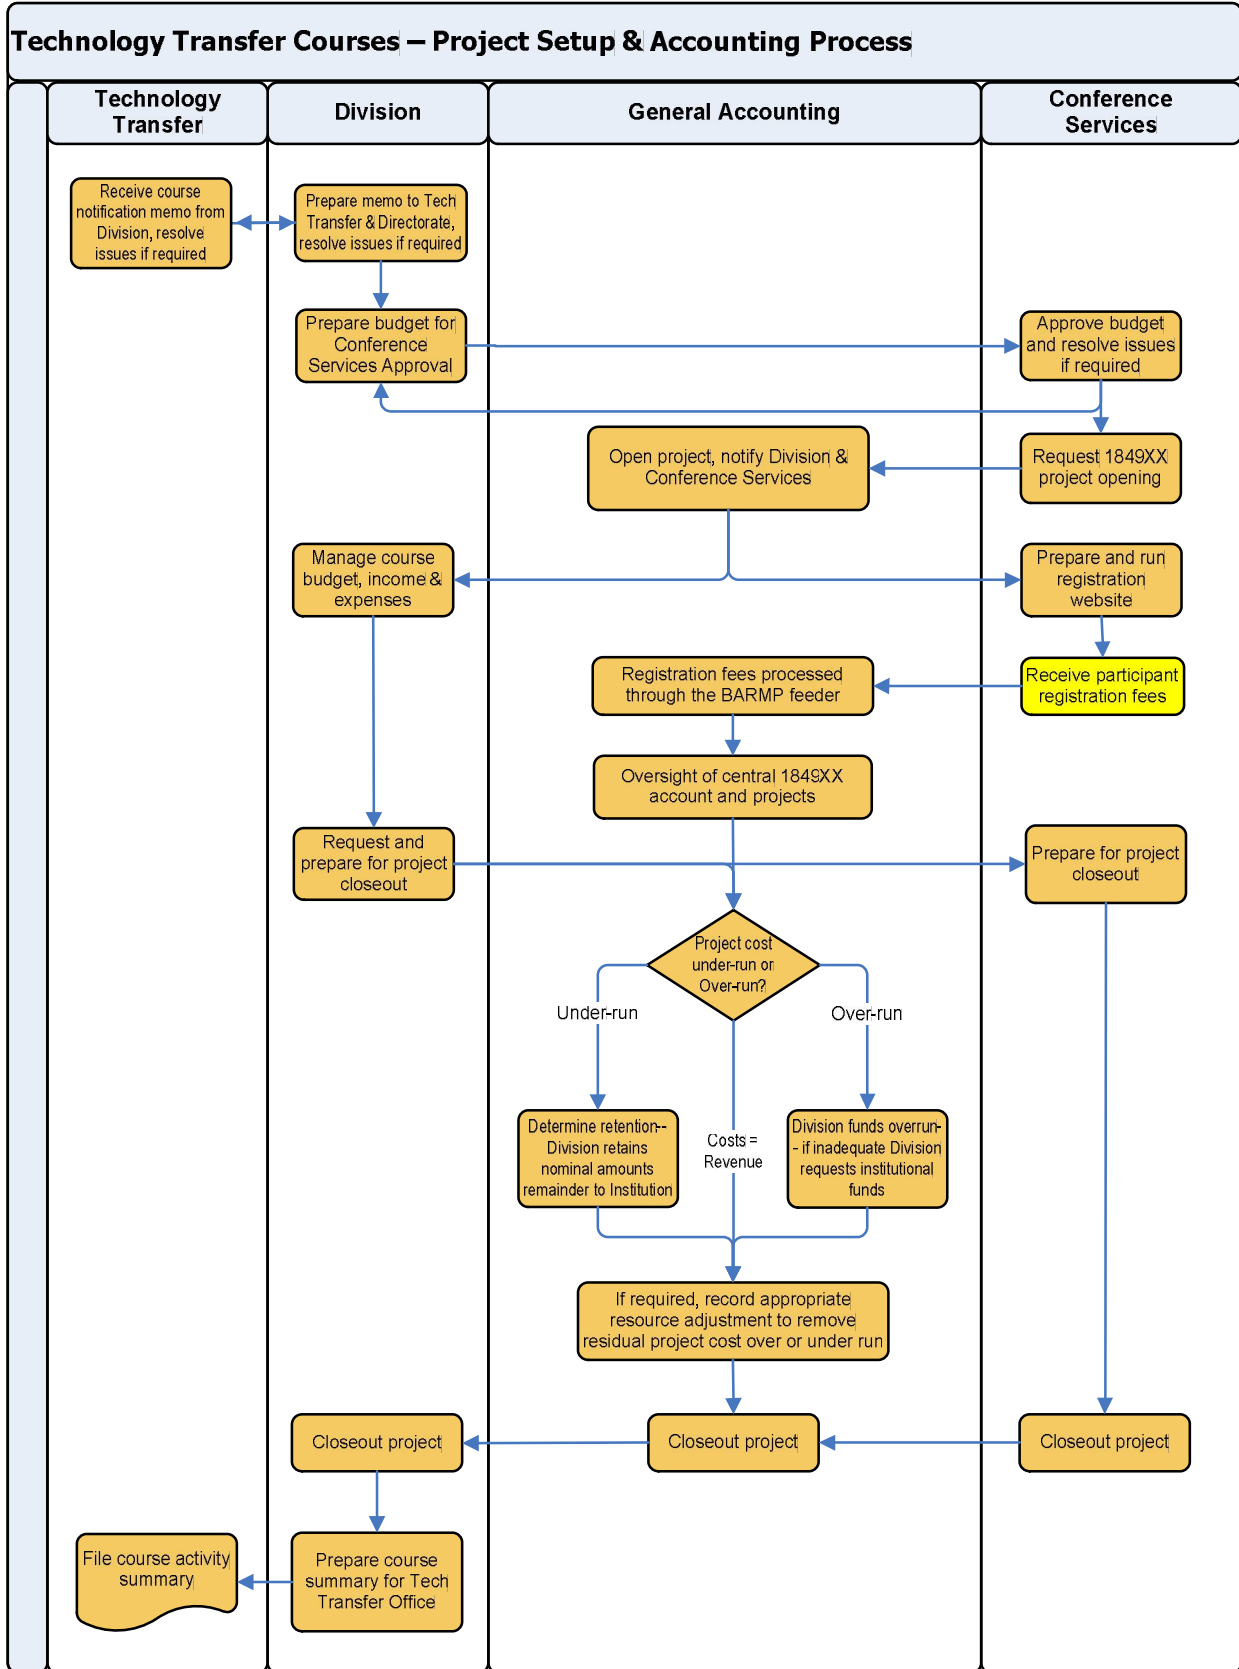 Technology Transfer Courses – Project Setup & Accounting Process
Technology
Transfer
Division
General Accounting
Conference
Services
Receive course
notification memo from
Division, resolve
issues if required
Prepare memo to Tech
Transfer & Directorate,
resolve issues if required
Prepare budget for
Conference
Services Approval
Approve budget
and resolve issues
if required
Open project, notify Division &
Conference Services
Request 1849XX
project opening
Manage course
budget, income &
expenses
Prepare and run
registration
website
Registration fees processed
through the BARMP feeder
Receive participant
registration fees
Oversight of central 1849XX
account and projects
Request and
prepare for project
closeout
Prepare for project
closeout
Project cost
under-run or
Over-run?
Under-run
Over-run
Determine retention--
Division retains
nominal amounts
remainder to Institution
Costs =
Revenue
Division funds overrun-
- if inadequate Division
requests institutional
funds
If required, record appropriate
resource adjustment to remove
residual project cost over or under run
Closeout project
Closeout project
Closeout project
File course activity
summary
Prepare course
summary for Tech
Transfer Office